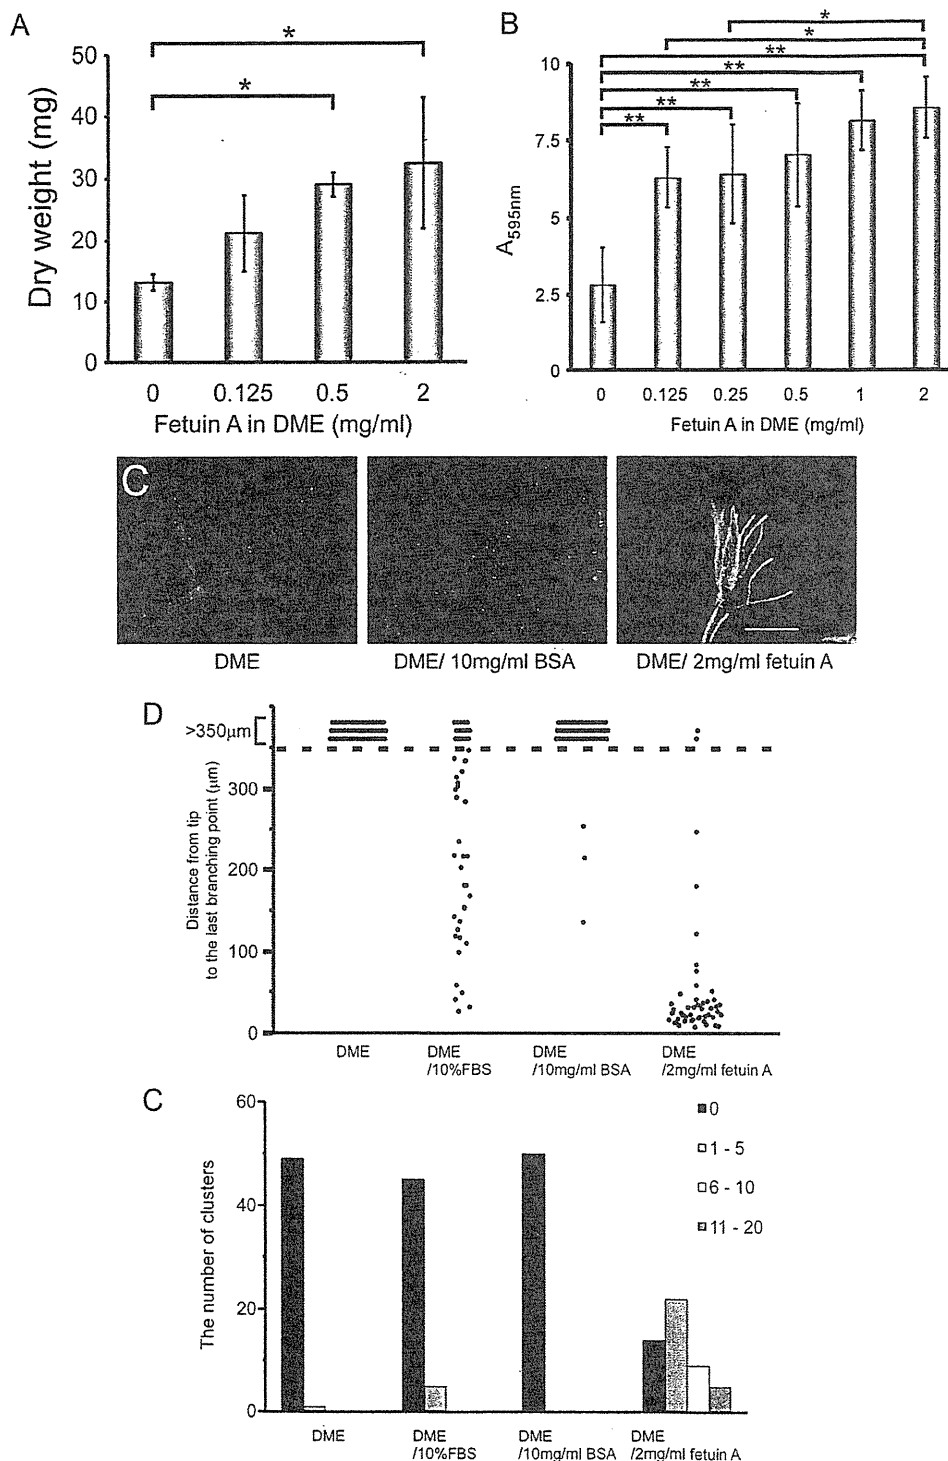 A
Dry weight (mg)
50
40
30
20
10
0
*
*
0 0.125 0.5 2
Fetuin A in DME (mg/ml)
B
A595nm
10
7.5
5
2.5
0
*
*
**
**
**
**
**
0 0.125 0.25 0.5 1 2
Fetuin A in DME (mg/ml)
C
DME
DME/ 10mg/ml BSA
DME/ 2mg/ml fetuin A
D
Distance from tip
to the last branching point (μm)
>350μm
300
200
100
0
DME
DME
/10%FBS
DME
/10mg/ml BSA
DME
/2mg/ml fetuin A
C
The number of clusters
60
40
20
0
0
1 - 5
6 - 10
11 - 20
DME
DME
/10%FBS
DME
/10mg/ml BSA
DME
/2mg/ml fetuin A